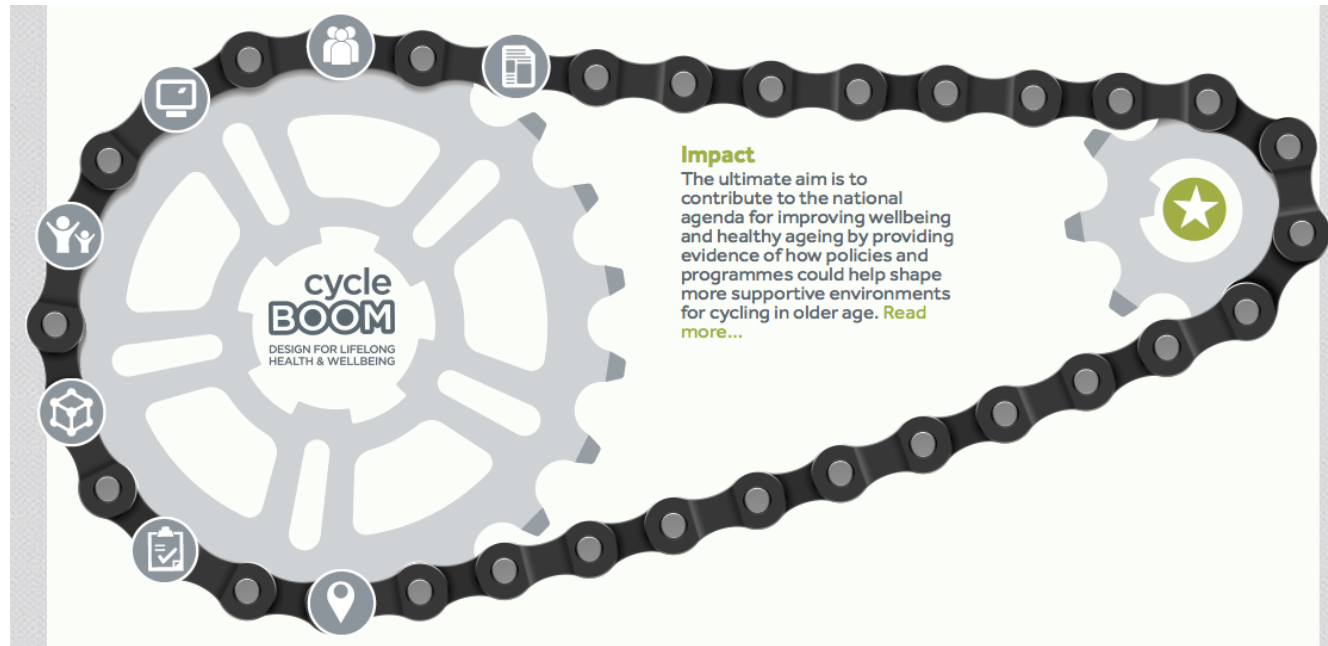 cycle
BOOM
DESIGN FOR LIFELONG
HEALTH & WELLBEING
Impact
The ultimate aim is to
contribute to the national
agenda for improving wellbeing
and healthy ageing by providing
evidence of how policies and
programmes could help shape
more supportive environments
for cycling in older age. Read
more...